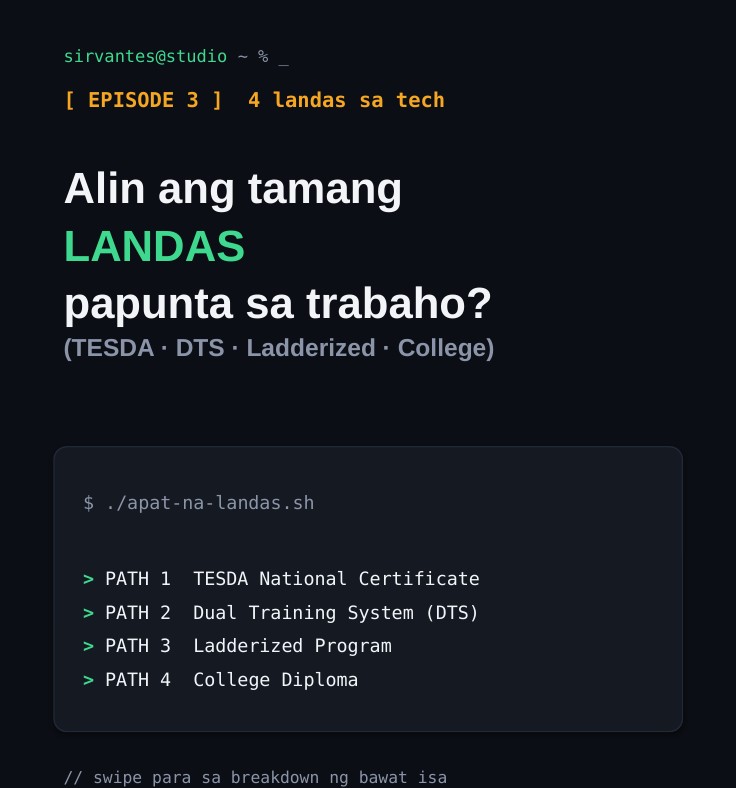 sirvantes@studio ~ % _
[ EPISODE 3 ]  4 landas sa tech
Alin ang tamang
LANDAS
papunta sa trabaho?
(TESDA · DTS · Ladderized · College)
$ ./apat-na-landas.sh
> PATH 1  TESDA National Certificate
> PATH 2  Dual Training System (DTS)
> PATH 3  Ladderized Program
> PATH 4  College Diploma
// swipe para sa breakdown ng bawat isa